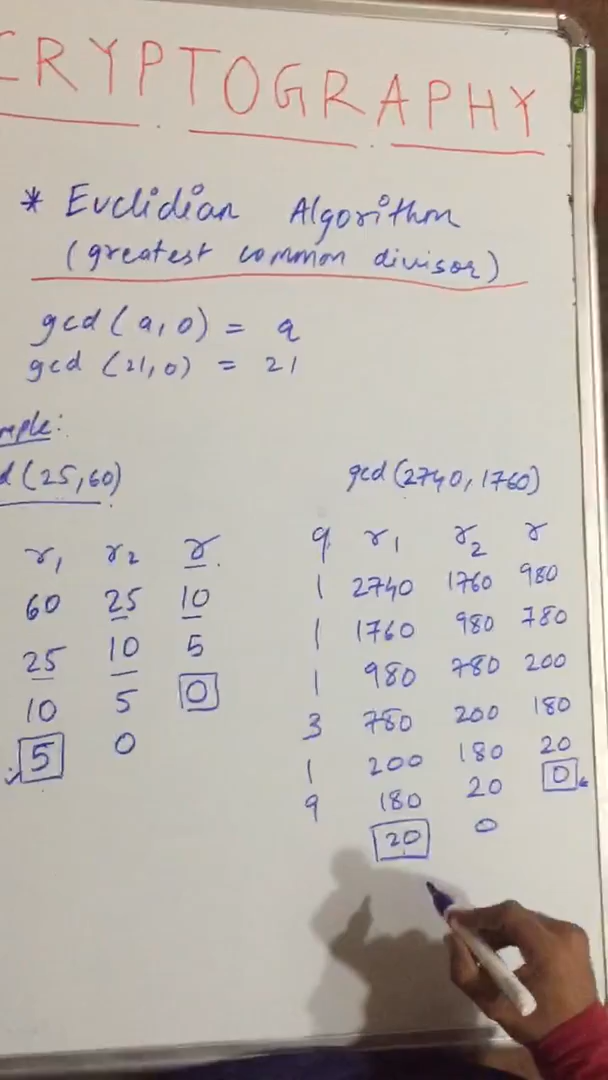 CRYPTOGRAPHY
* Euclidian Algorithm
(greatest common divisor)
gcd (a, 0) = a
gcd (21, 0) = 21
mple:
d (25, 60)
r1 r2 r
60 25 10
25 10 5
10 5 0
5 0
gcd (2740, 1760)
q r1 r2 r
1 2740 1760 980
1 1760 980 780
1 980 780 200
3 780 200 180
1 200 180 20
9 180 20 0
20 0